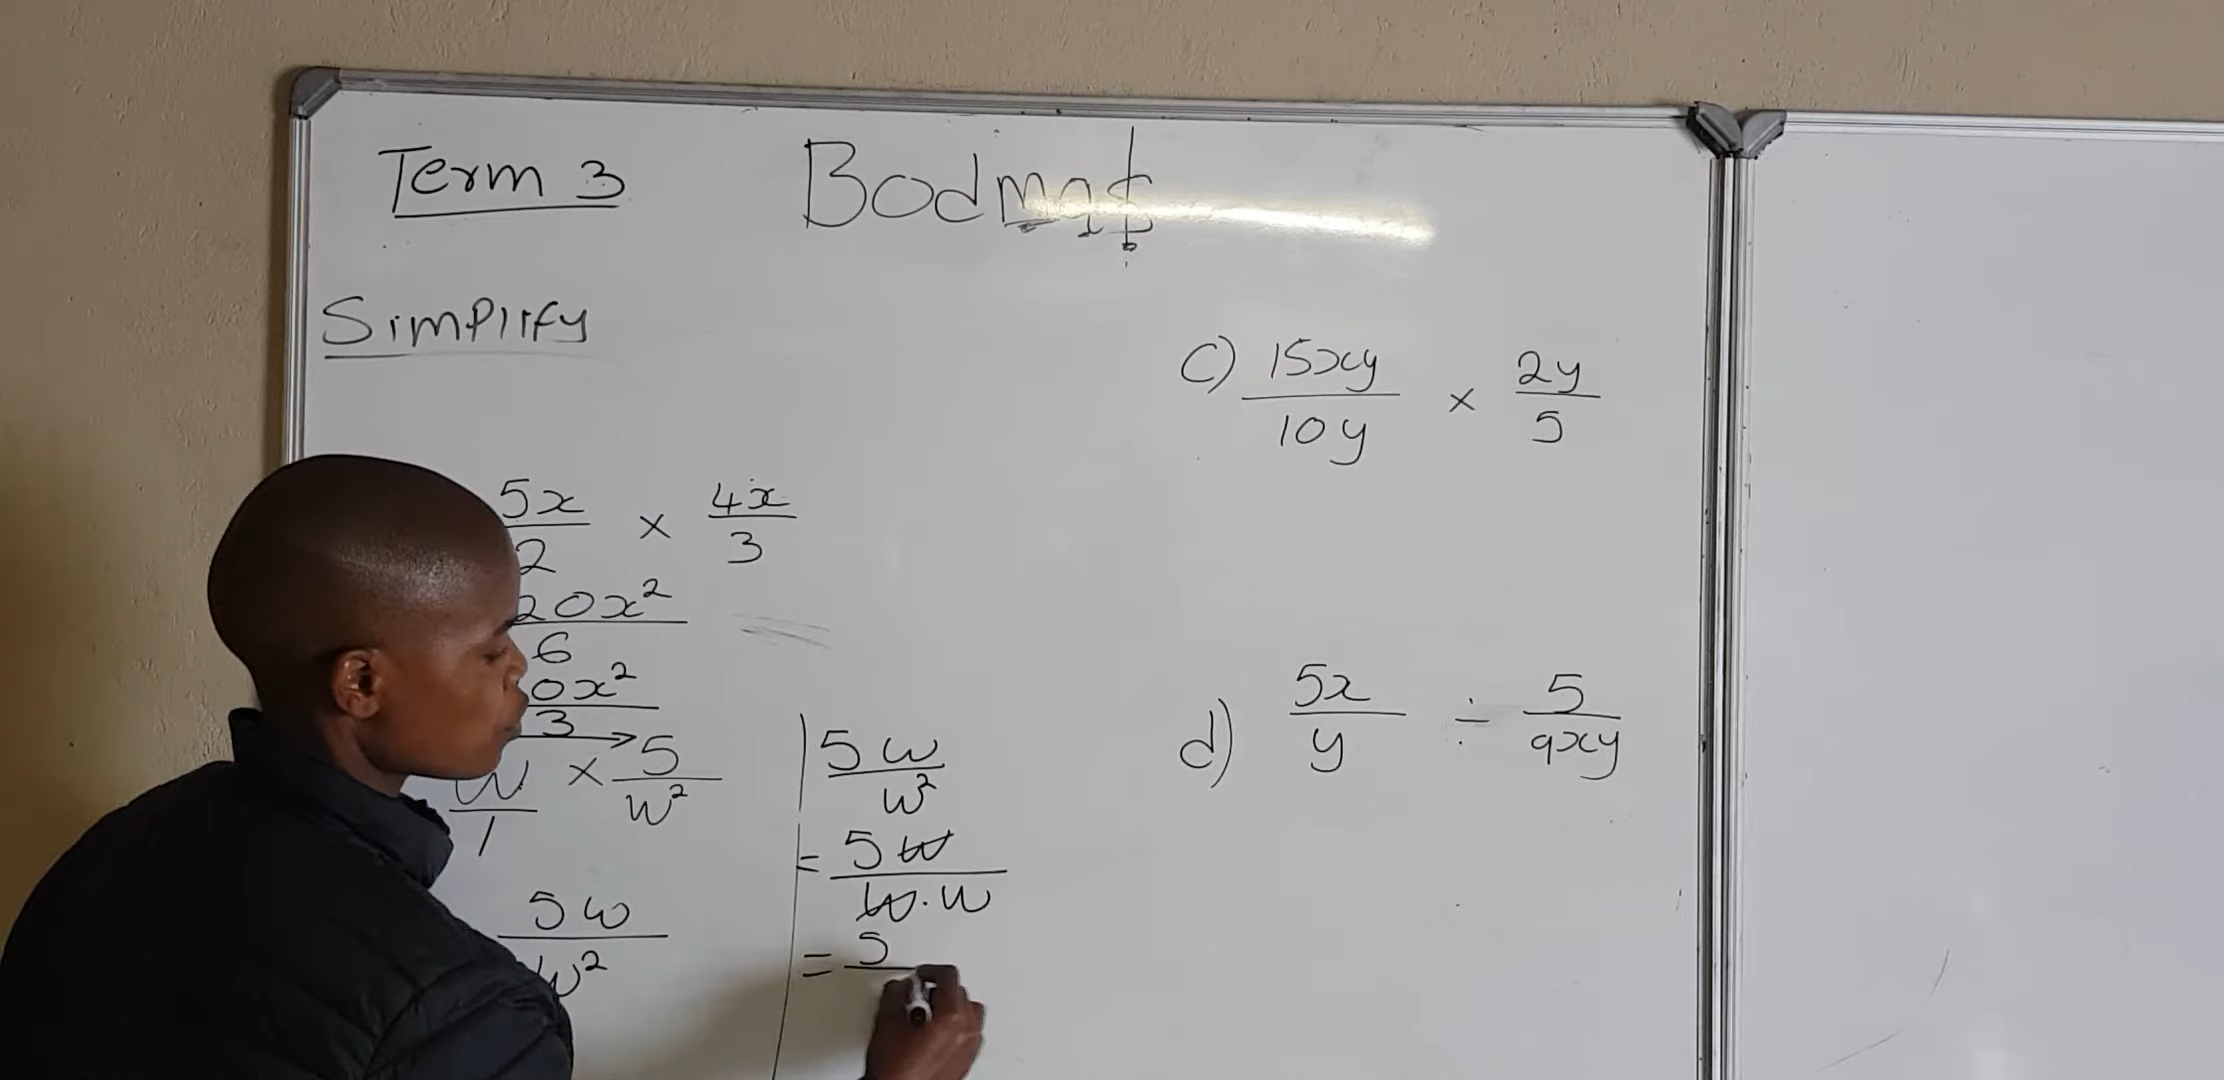 Term 3
Bodmas
Simplify
5x/2 × 4x/3
20x²/6
0x²/3
w/1 × 5/w²
5w/w²
5w/w²
= 5w/w·w
= 5
c) 15xy/10y × 2y/5
d) 5x/y ÷ 5/9xy